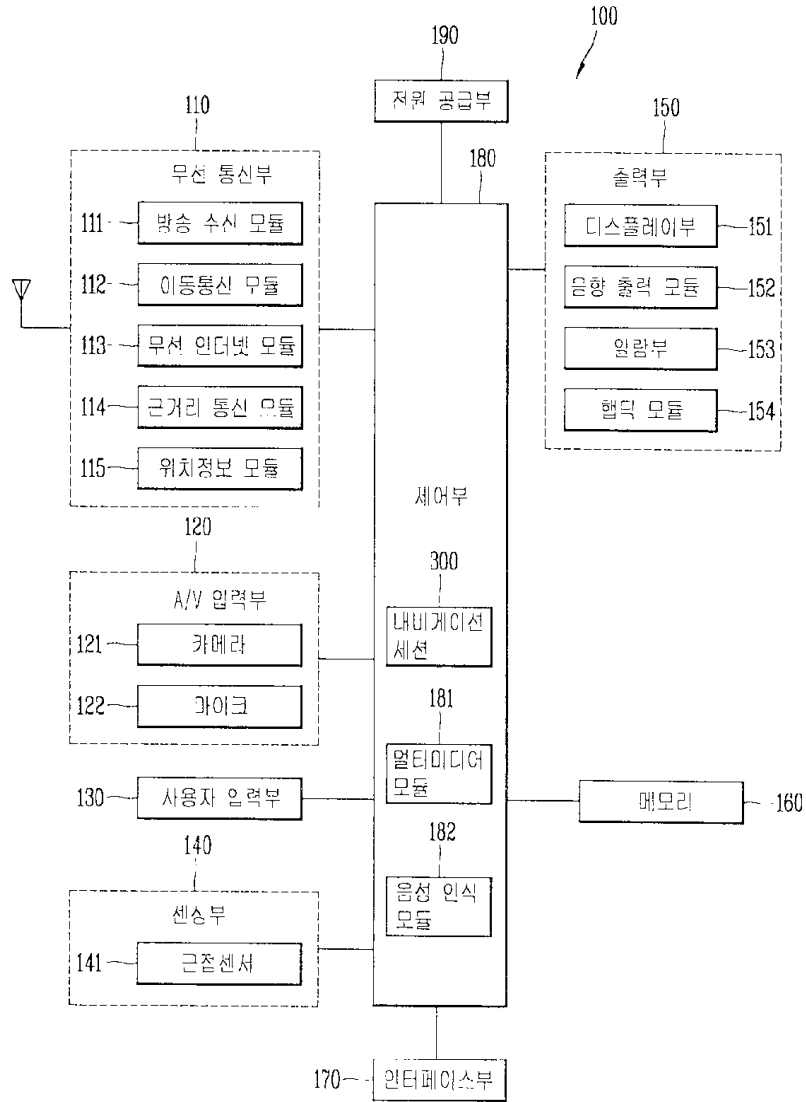 100
190
전원 공급부
110
무선 통신부
111
방송 수신 모듈
112
이동통신 모듈
113
무선 인터넷 모듈
114
근거리 통신 모듈
115
위치정보 모듈
120
A/V 입력부
121
카메라
122
마이크
130
사용자 입력부
140
센싱부
141
근접센서
180
제어부
300
내비게이션
세션
181
멀티미디어
모듈
182
음성 인식
모듈
170
인터페이스부
150
출력부
디스플레이부
151
음향 출력 모듈
152
알람부
153
햅틱 모듈
154
메모리
160